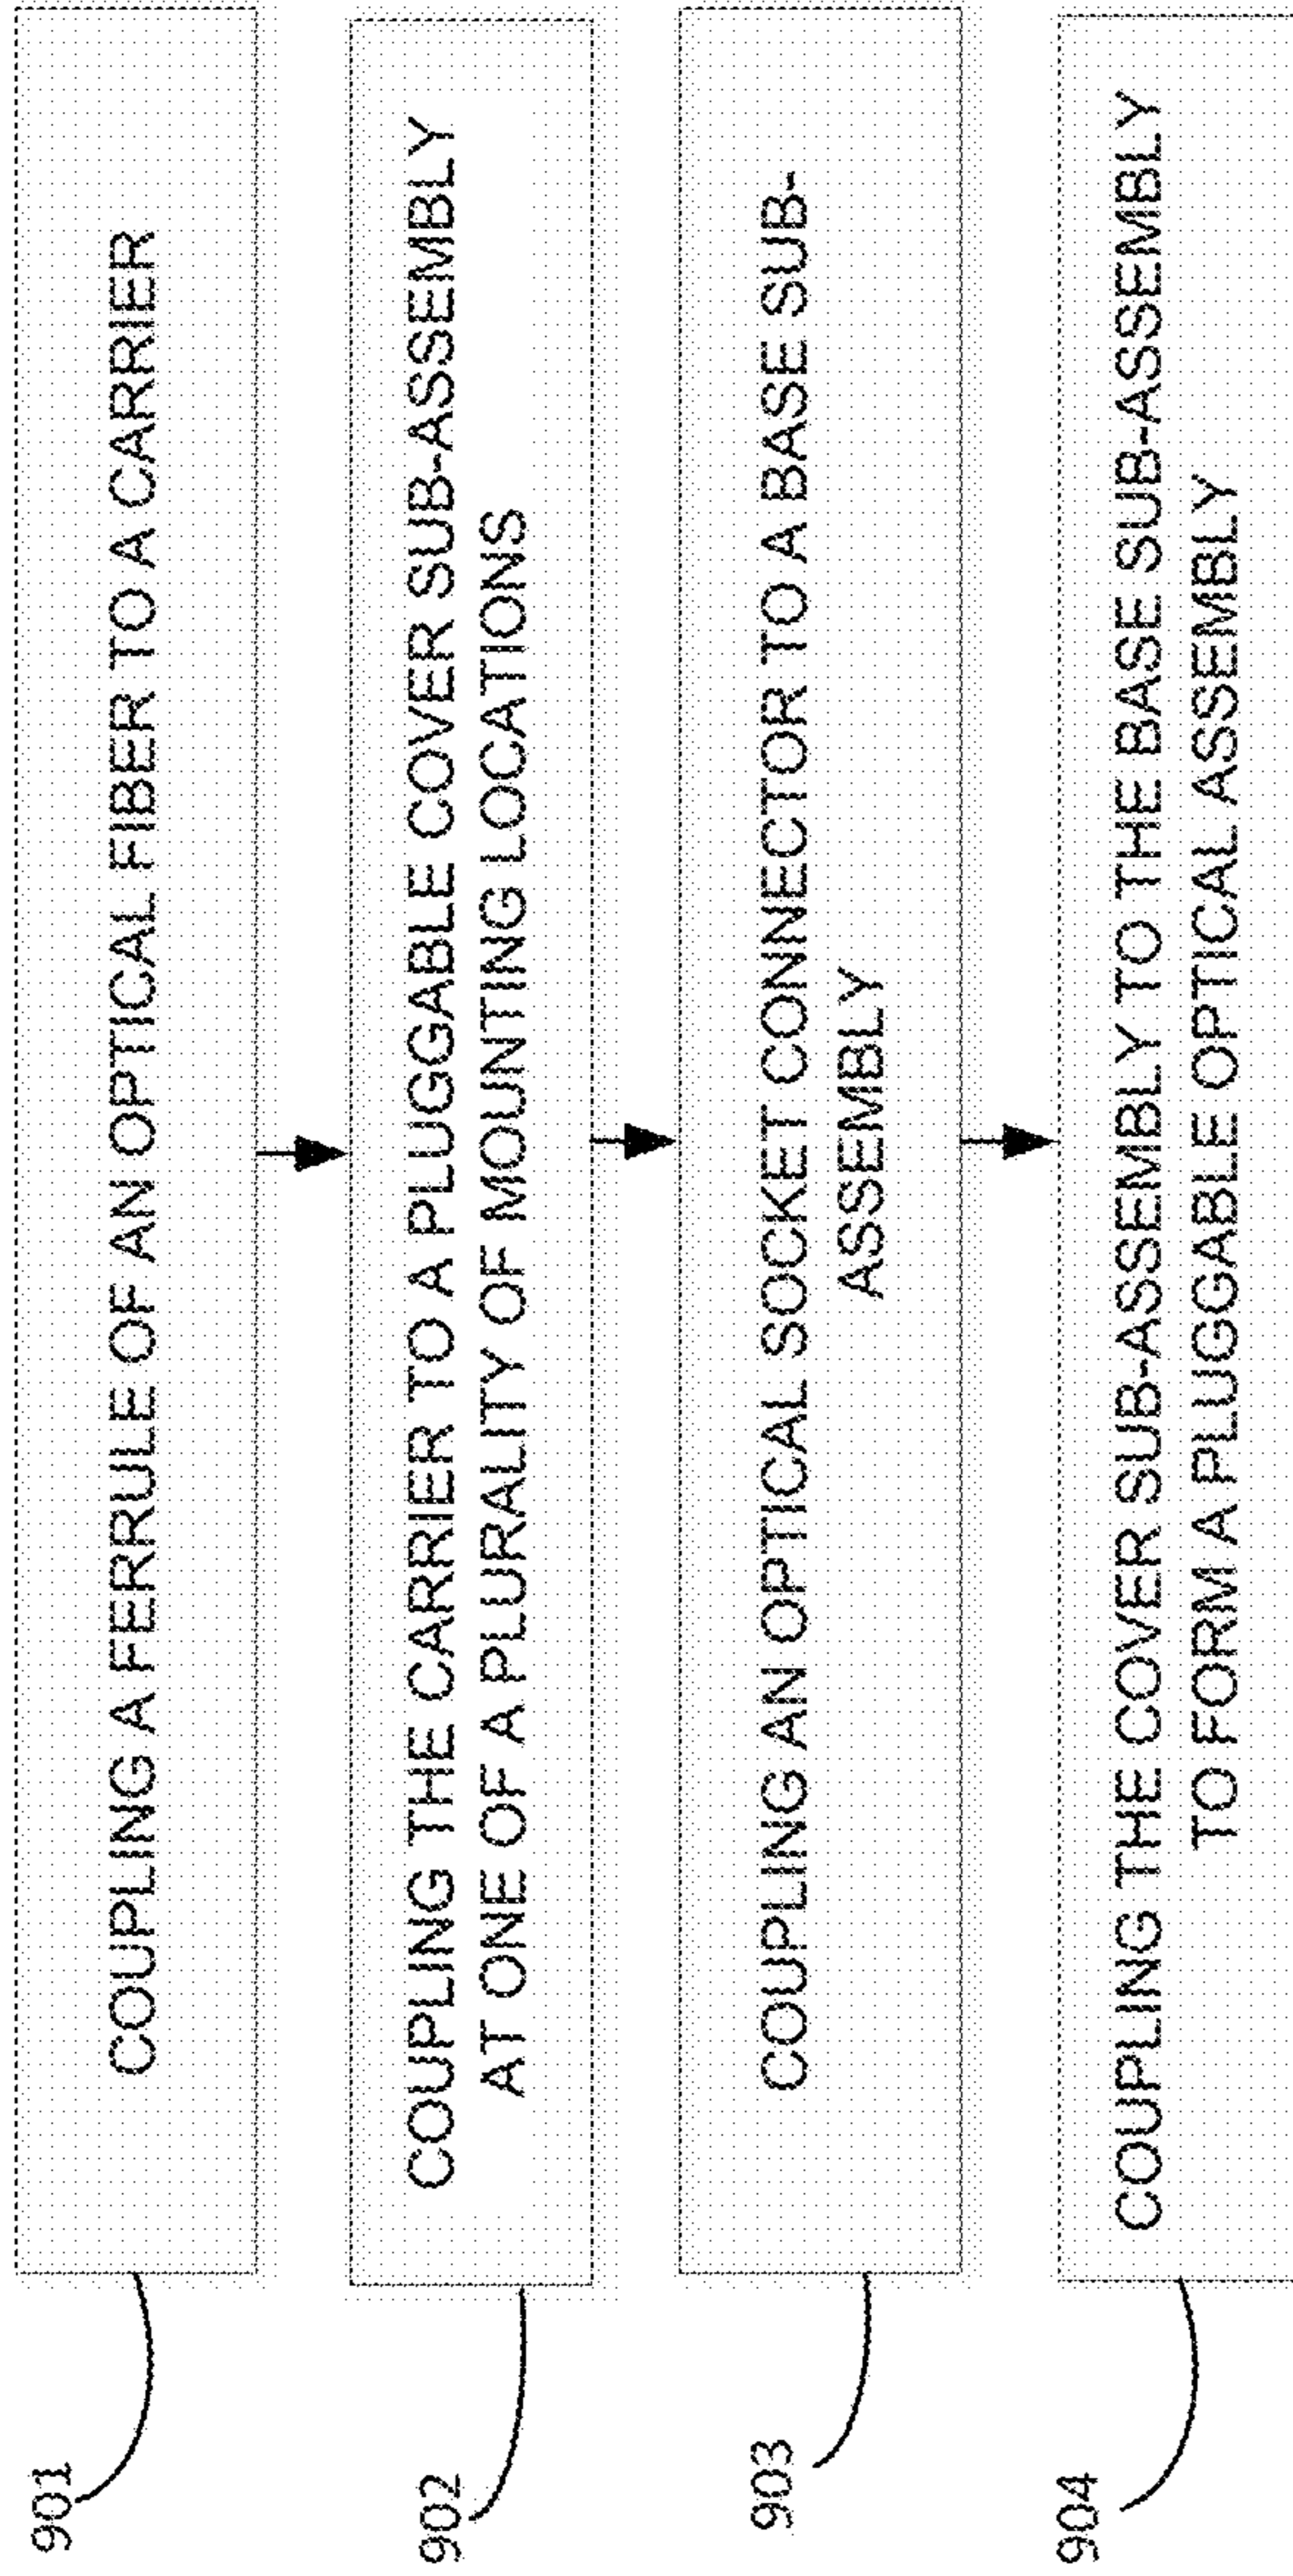 901
COUPLING A FERRULE OF AN OPTICAL FIBER TO A CARRIER
902
COUPLING THE CARRIER TO A PLUGGABLE COVER SUB-ASSEMBLY
AT ONE OF A PLURALITY OF MOUNTING LOCATIONS
903
COUPLING AN OPTICAL SOCKET CONNECTOR TO A BASE SUB-
ASSEMBLY
904
COUPLING THE COVER SUB-ASSEMBLY TO THE BASE SUB-ASSEMBLY
TO FORM A PLUGGABLE OPTICAL ASSEMBLY